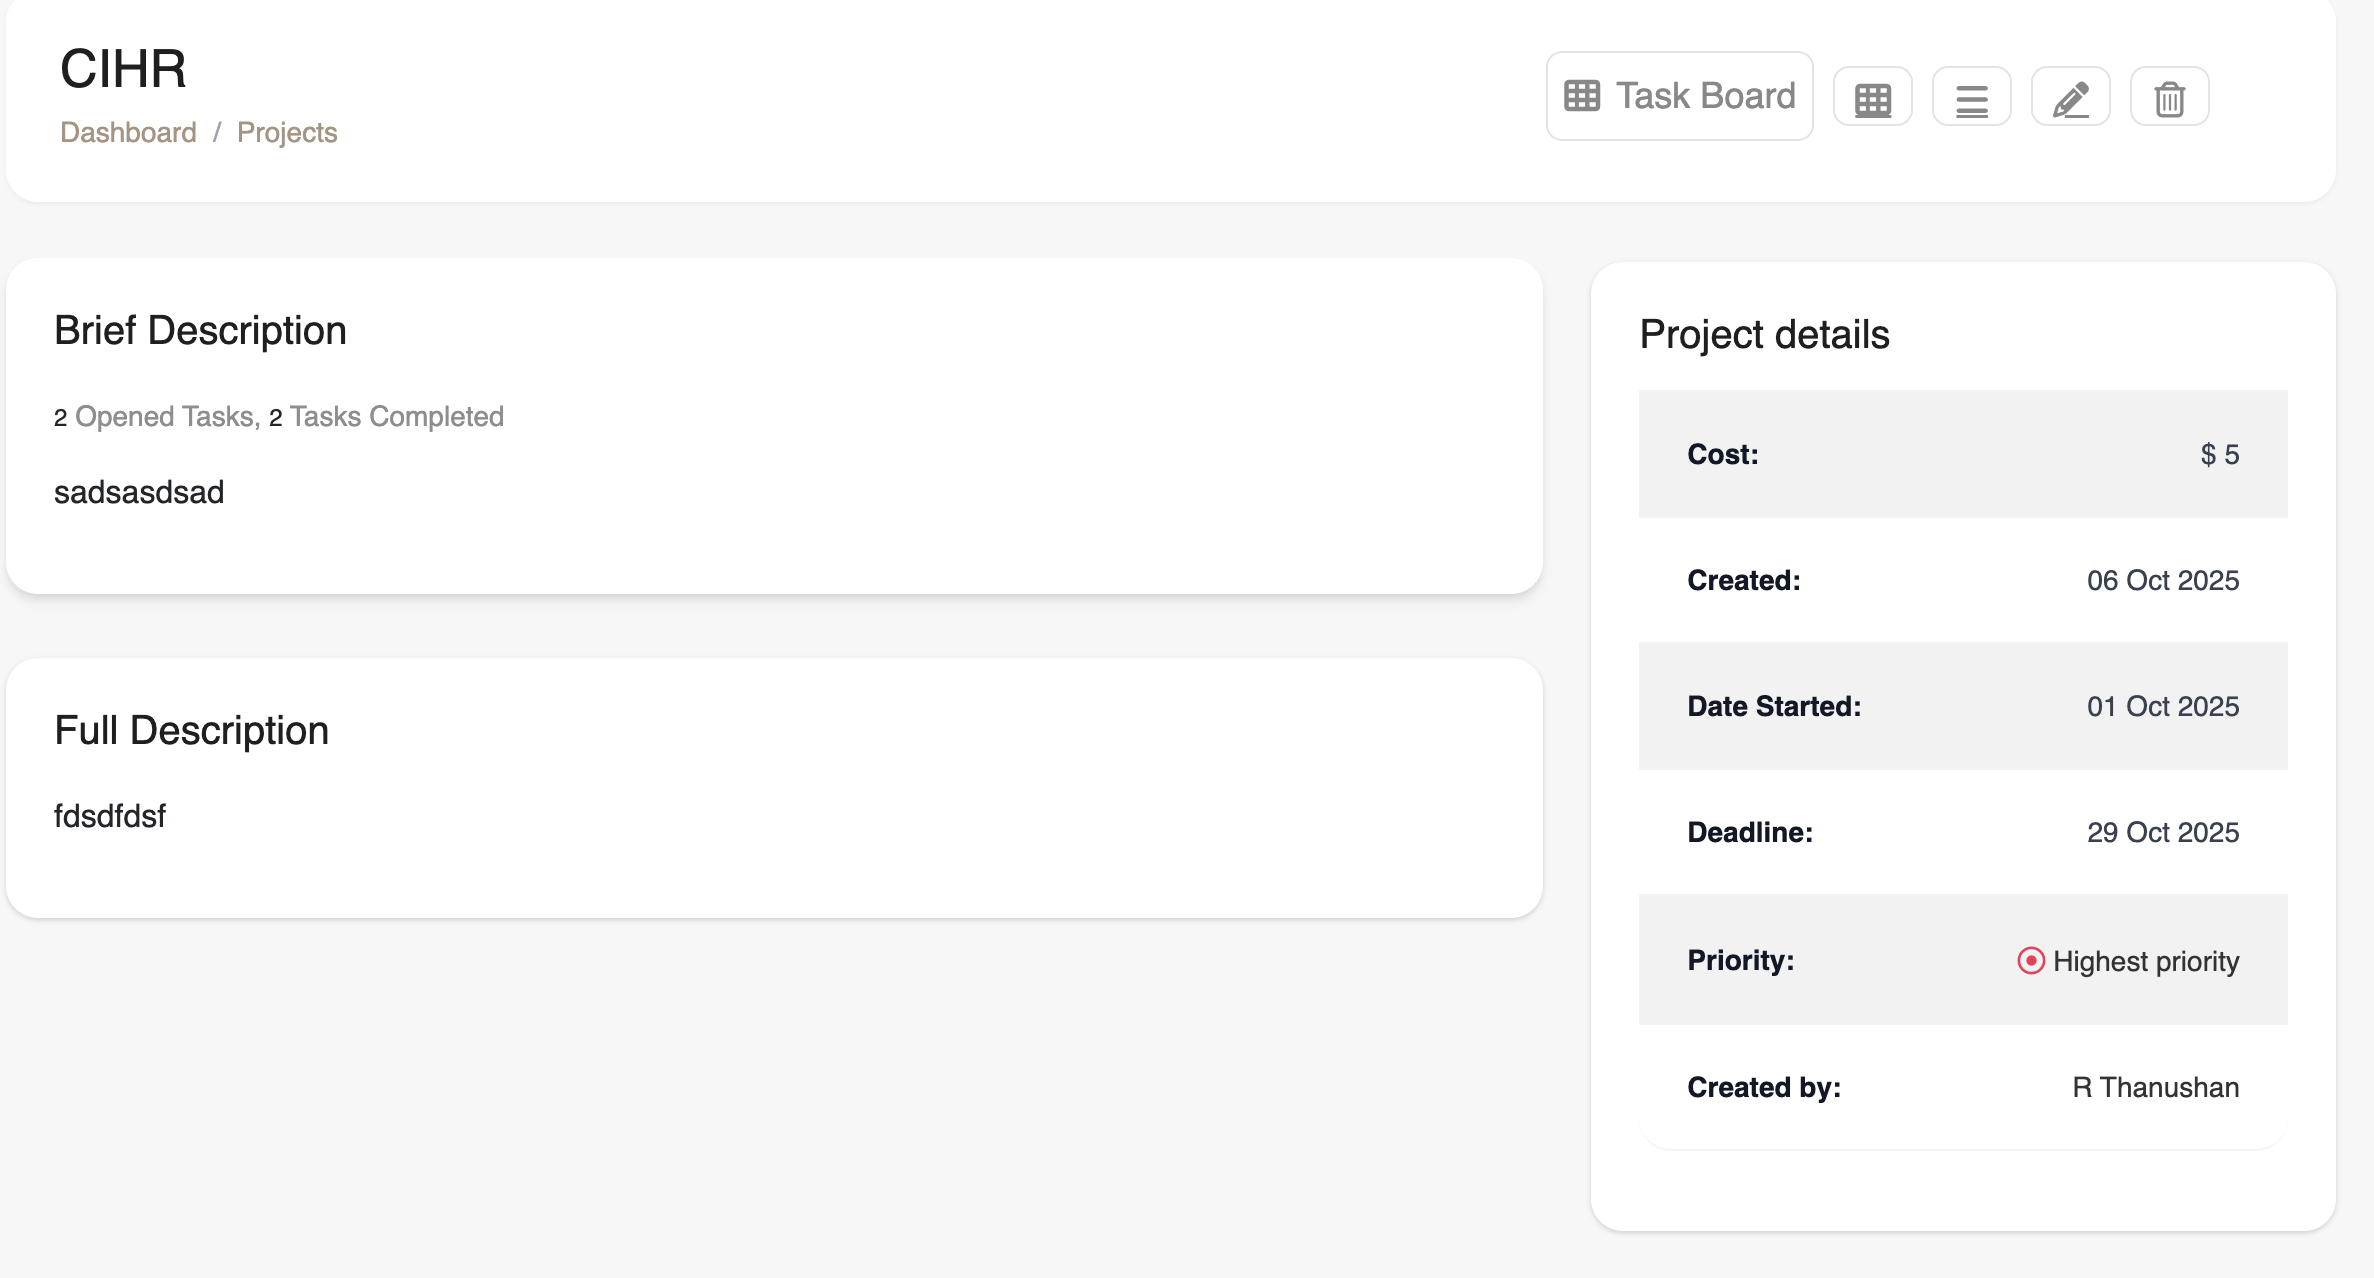 CIHR
Dashboard / Projects
Task Board
Brief Description
2 Opened Tasks, 2 Tasks Completed
sadsasdsad
Full Description
fdsdfdsf
Project details
Cost: $ 5
Created: 06 Oct 2025
Date Started: 01 Oct 2025
Deadline: 29 Oct 2025
Priority: Highest priority
Created by: R Thanushan